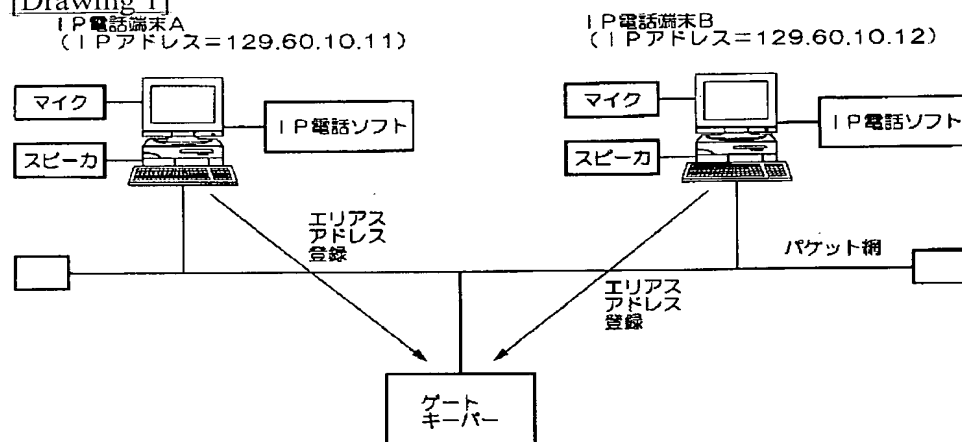 [Drawing 1]
IP電話端末A
(IPアドレス=129.60.10.11)
IP電話端末B
(IPアドレス=129.60.10.12)
マイク
スピーカ
IP電話ソフト
マイク
スピーカ
IP電話ソフト
エリアス
アドレス
登録
エリアス
アドレス
登録
パケット網
ゲート
キーパー